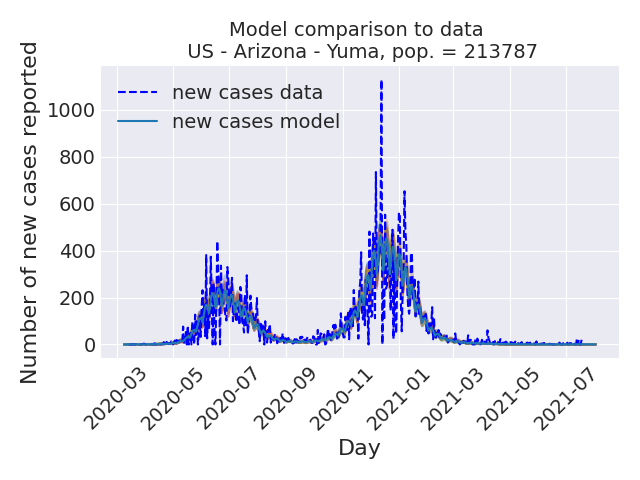 Model comparison to data
US - Arizona - Yuma, pop. = 213787
Number of new cases reported
1000
800
600
400
200
0
new cases data
new cases model
2020-03
2020-05
2020-07
2020-09
2020-11
2021-01
2021-03
2021-05
2021-07
Day